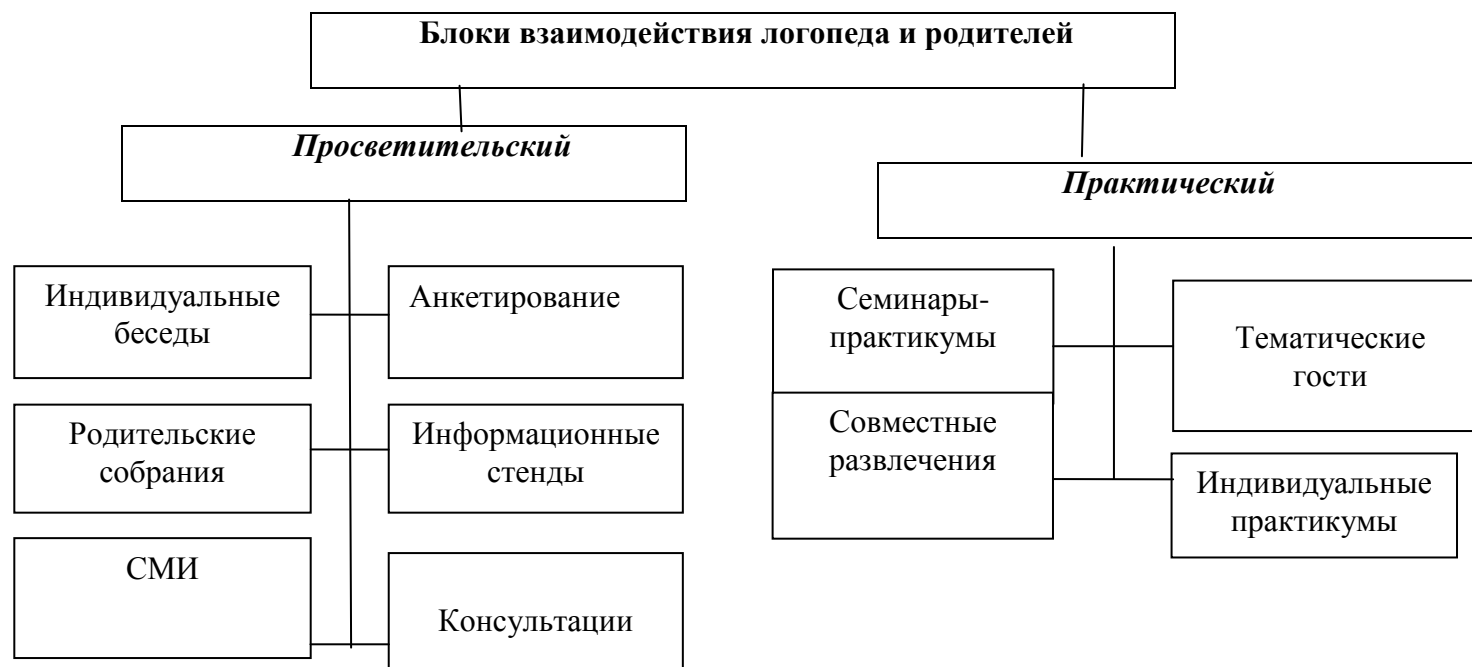 Блоки взаимодействия логопеда и родителей
Просветительский
Практический
Индивидуальные
беседы
Анкетирование
Семинары-
практикумы
Тематические
гости
Родительские
собрания
Информационные
стенды
Совместные
развлечения
Индивидуальные
практикумы
СМИ
Консультации